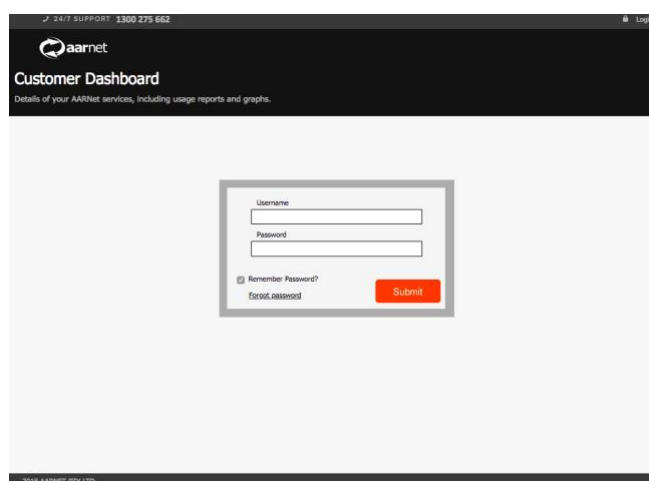 24/7 SUPPORT 1300 275 662
Logi
aarnet
Customer Dashboard
Details of your AARNet services, including usage reports and graphs.
Username
Password
Remember Password?
Forgot password
Submit